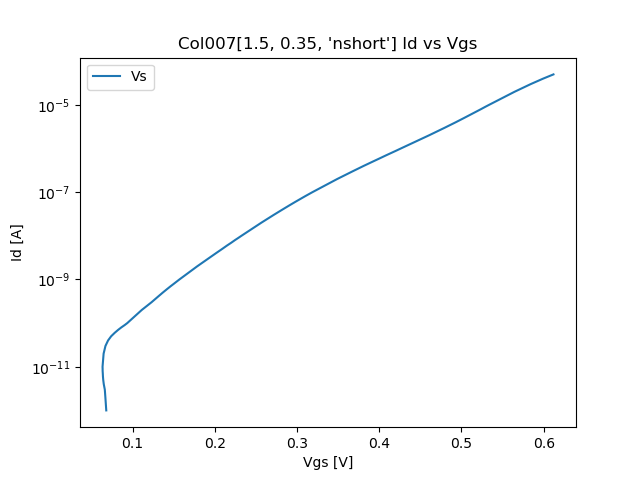 Col007[1.5, 0.35, 'nshort'] Id vs Vgs
Vs
10⁻⁵
10⁻⁷
10⁻⁹
10⁻¹¹
Id [A]
0.1 0.2 0.3 0.4 0.5 0.6
Vgs [V]